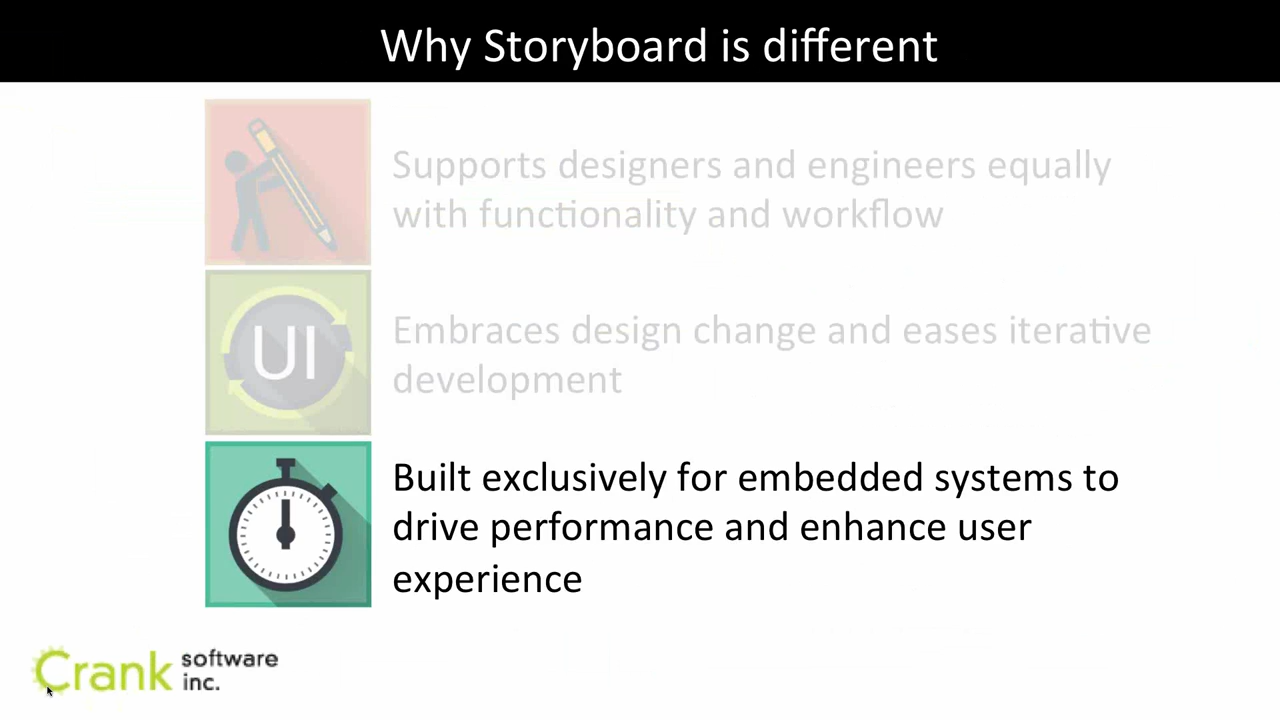 Why Storyboard is different
Supports designers and engineers equally
with functionality and workflow
UI
Embraces design change and eases iterative
development
Built exclusively for embedded systems to
drive performance and enhance user
experience
Crank software
inc.